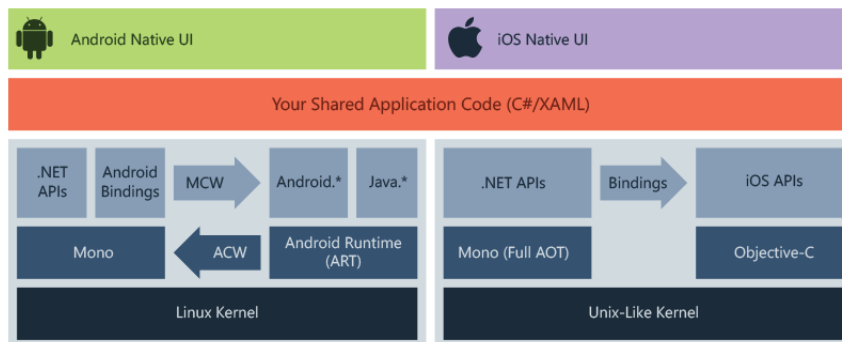 Android Native UI
iOS Native UI
Your Shared Application Code (C#/XAML)
.NET
APIs
Android
Bindings
MCW
Android.*
Java.*
.NET APIs
Bindings
iOS APIs
Mono
ACW
Android Runtime
(ART)
Mono (Full AOT)
Objective-C
Linux Kernel
Unix-Like Kernel